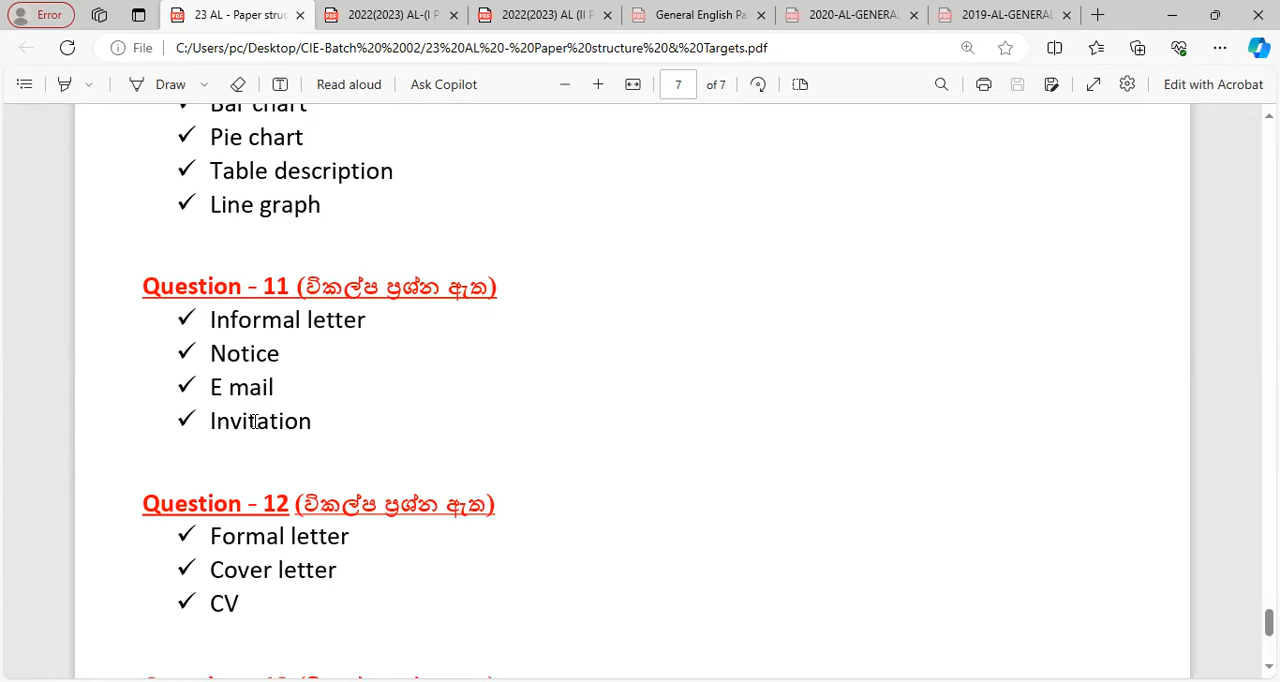 Error
23 AL - Paper struc
2022(2023) AL-(I P
2022(2023) AL (II P
General English Pa
2020-AL-GENERAL
2019-AL-GENERAL
File
C:/Users/pc/Desktop/CIE-Batch%20%2002/23%20AL%20-%20Paper%20structure%20&%20Targets.pdf
Draw
Read aloud
Ask Copilot
7 of 7
Edit with Acrobat
✓ Bar chart
✓ Pie chart
✓ Table description
✓ Line graph
Question - 11 (විකල්ප ප්‍රශ්න ඇත)
✓ Informal letter
✓ Notice
✓ E mail
✓ Invitation
Question - 12 (විකල්ප ප්‍රශ්න ඇත)
✓ Formal letter
✓ Cover letter
✓ CV